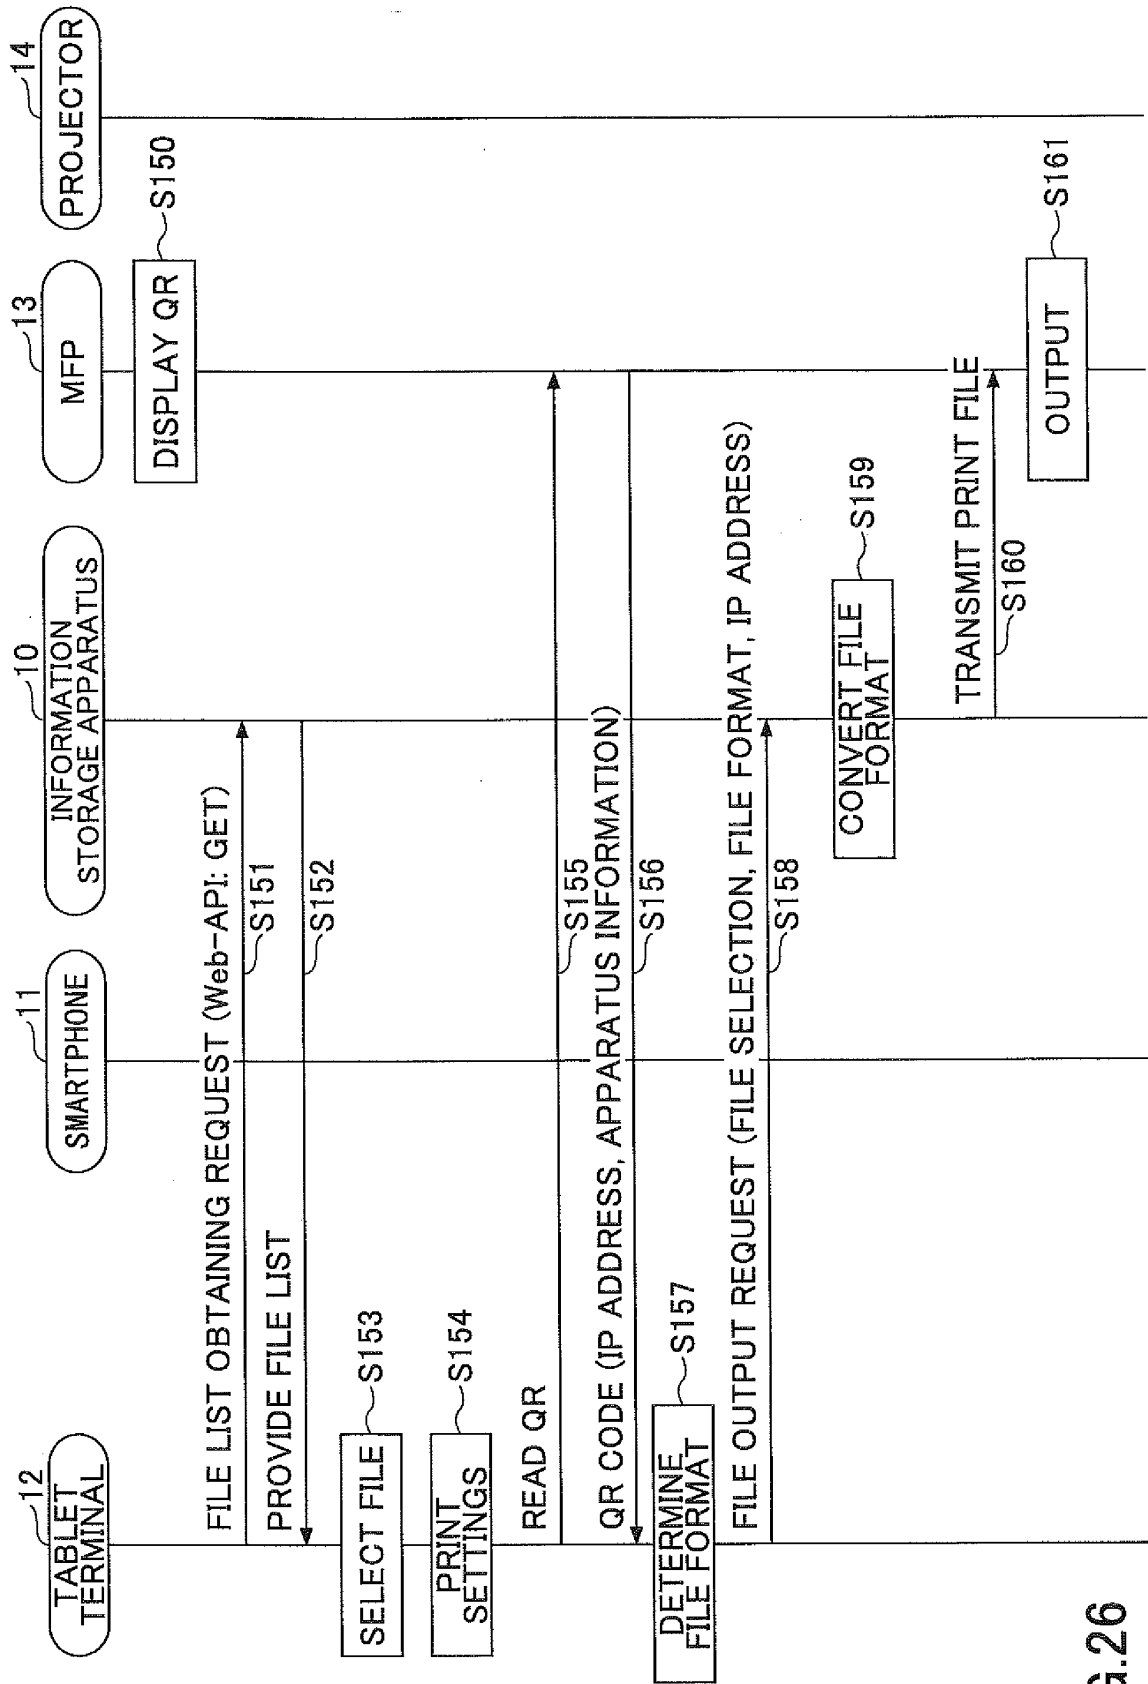 12
TABLET
TERMINAL
11
SMARTPHONE
10
INFORMATION
STORAGE APPARATUS
13
MFP
14
PROJECTOR
DISPLAY QR
S150
FILE LIST OBTAINING REQUEST (Web-API: GET)
S151
PROVIDE FILE LIST
S152
SELECT FILE
S153
PRINT
SETTINGS
S154
READ QR
S155
QR CODE (IP ADDRESS, APPARATUS INFORMATION)
S156
DETERMINE
FILE FORMAT
S157
FILE OUTPUT REQUEST (FILE SELECTION, FILE FORMAT, IP ADDRESS)
S158
CONVERT FILE
FORMAT
S159
TRANSMIT PRINT FILE
S160
OUTPUT
S161
G.26